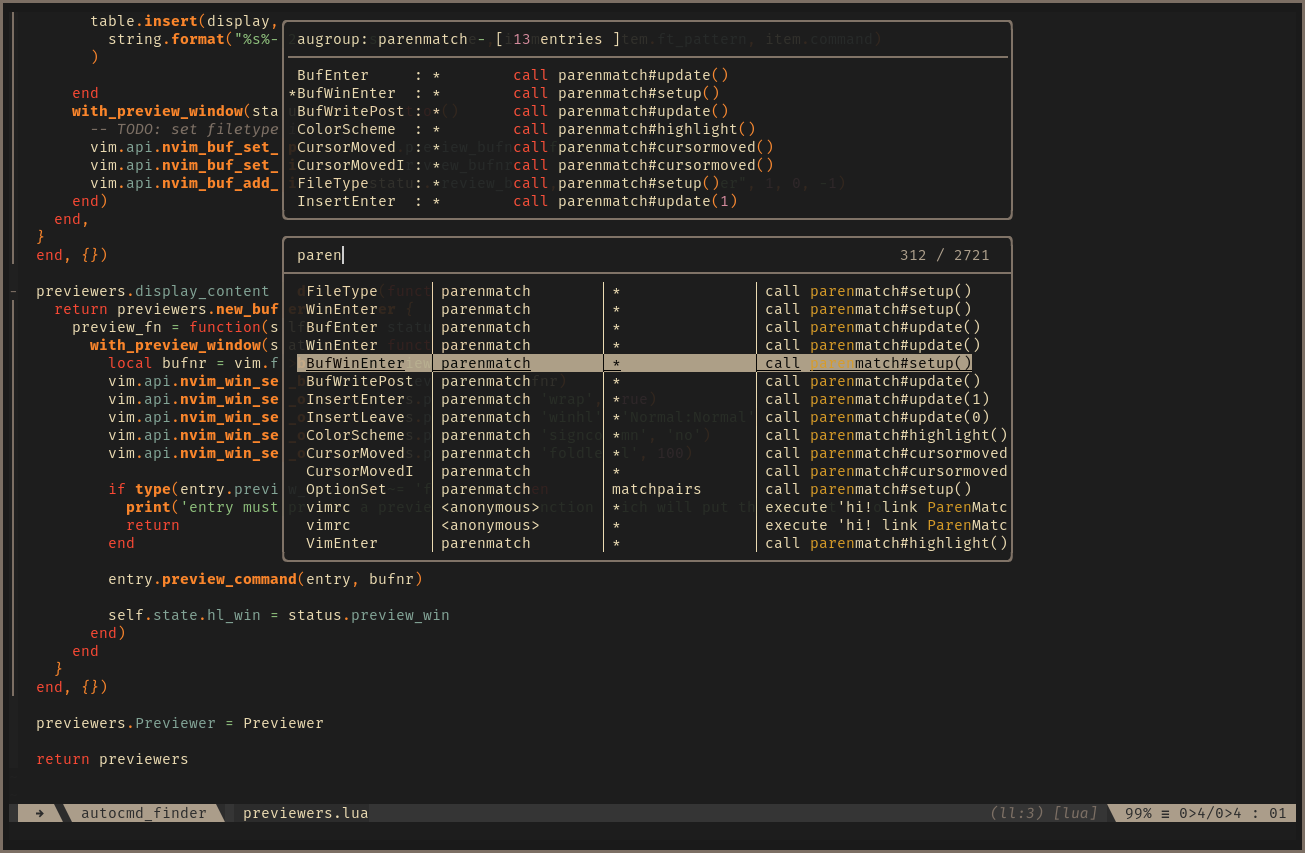 table.insert(display,
string.format("%s%-
)
end
with_preview_window(sta
-- TODO: set filetype
vim.api.nvim_buf_set_
vim.api.nvim_buf_set_
vim.api.nvim_buf_add_
end)
end,
}
end, {})
augroup: parenmatch - [ 13 entries ]
BufEnter : * call parenmatch#update()
*BufWinEnter : * call parenmatch#setup()
BufWritePost : * call parenmatch#update()
ColorScheme : * call parenmatch#highlight()
CursorMoved : * call parenmatch#cursormoved()
CursorMovedI : * call parenmatch#cursormoved()
FileType : * call parenmatch#setup()
InsertEnter : * call parenmatch#update(1)
paren 312 / 2721
FileType parenmatch * call parenmatch#setup()
WinEnter parenmatch * call parenmatch#setup()
BufEnter parenmatch * call parenmatch#update()
WinEnter parenmatch * call parenmatch#update()
BufWinEnter parenmatch * call parenmatch#setup()
BufWritePost parenmatch * call parenmatch#update()
InsertEnter parenmatch * call parenmatch#update(1)
InsertLeave parenmatch * call parenmatch#update(0)
ColorScheme parenmatch * call parenmatch#highlight()
CursorMoved parenmatch * call parenmatch#cursormoved
CursorMovedI parenmatch * call parenmatch#cursormoved
OptionSet parenmatch matchpairs call parenmatch#setup()
vimrc <anonymous> * execute 'hi! link ParenMatc
vimrc <anonymous> * execute 'hi! link ParenMatc
VimEnter parenmatch * call parenmatch#highlight()
previewers.display_content
return previewers.new_buf
preview_fn = function(s
with_preview_window(s
local bufnr = vim.f
vim.api.nvim_win_se
vim.api.nvim_win_se
vim.api.nvim_win_se
vim.api.nvim_win_se
vim.api.nvim_win_se
if type(entry.previ
print('entry must
return
end
entry.preview_command(entry, bufnr)
self.state.hl_win = status.preview_win
end)
end
}
end, {})
previewers.Previewer = Previewer
return previewers
➔ autocmd_finder previewers.lua (ll:3) [lua] 99% ≡ 0>4/0>4 : 01